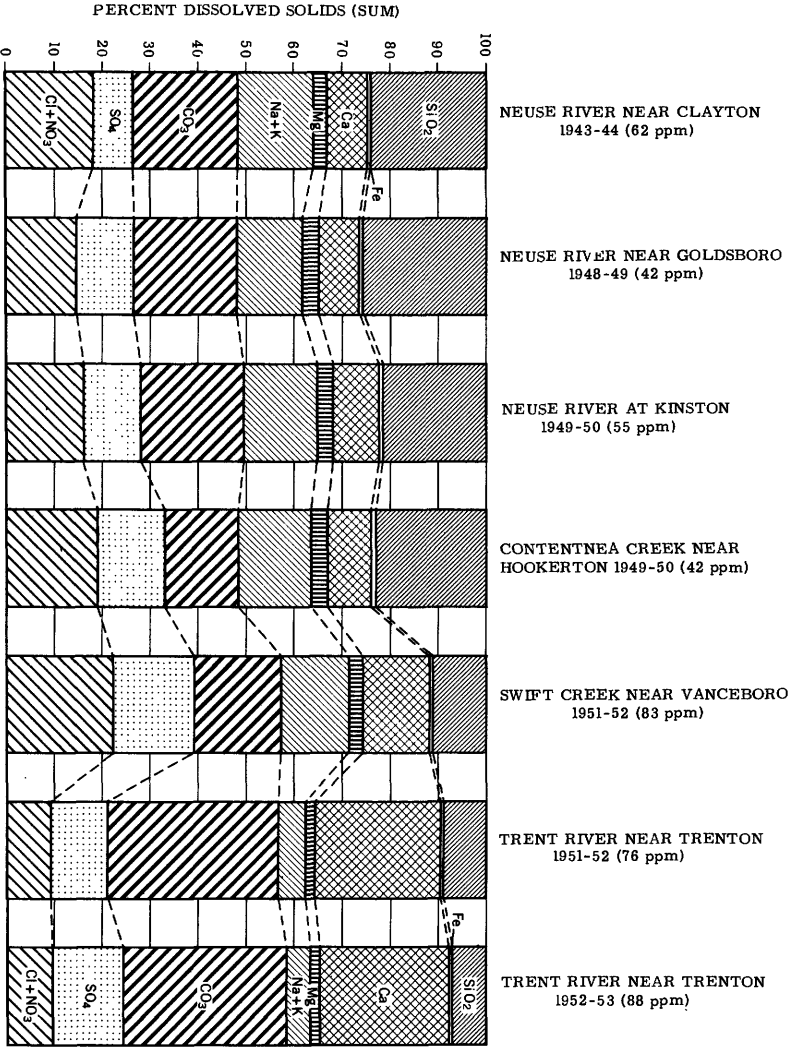 PERCENT DISSOLVED SOLIDS (SUM)
0 10 20 30 40 50 60 70 80 90 100
Cl+NO₃ SO₄ CO₃ Na+K Mg Ca SiO₂
NEUSE RIVER NEAR CLAYTON
1943-44 (62 ppm)
Fe
NEUSE RIVER NEAR GOLDSBORO
1948-49 (42 ppm)
NEUSE RIVER AT KINSTON
1949-50 (55 ppm)
CONTENTNEA CREEK NEAR
HOOKERTON 1949-50 (42 ppm)
SWIFT CREEK NEAR VANCEBORO
1951-52 (83 ppm)
TRENT RIVER NEAR TRENTON
1951-52 (76 ppm)
Fe
Cl+NO₃ SO₄ CO₃ Na+K Mg Ca SiO₂
TRENT RIVER NEAR TRENTON
1952-53 (88 ppm)